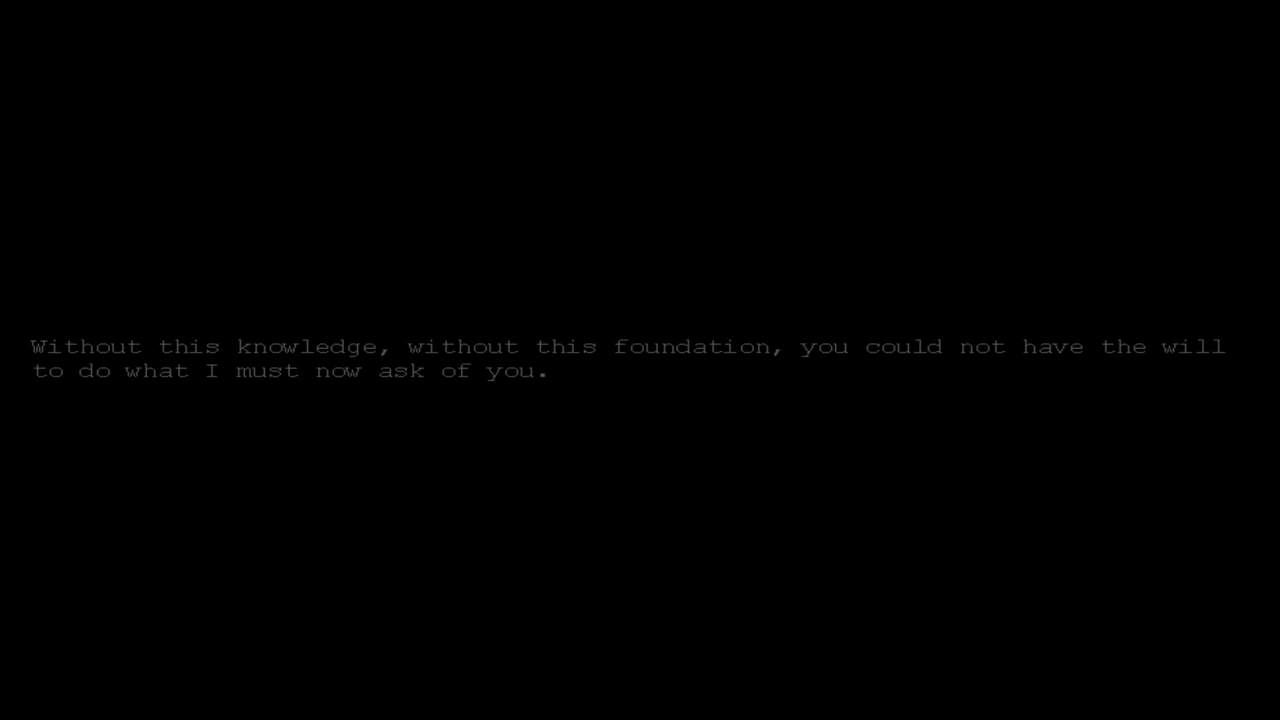 Without this knowledge, without this foundation, you could not have the will
to do what I must now ask of you.